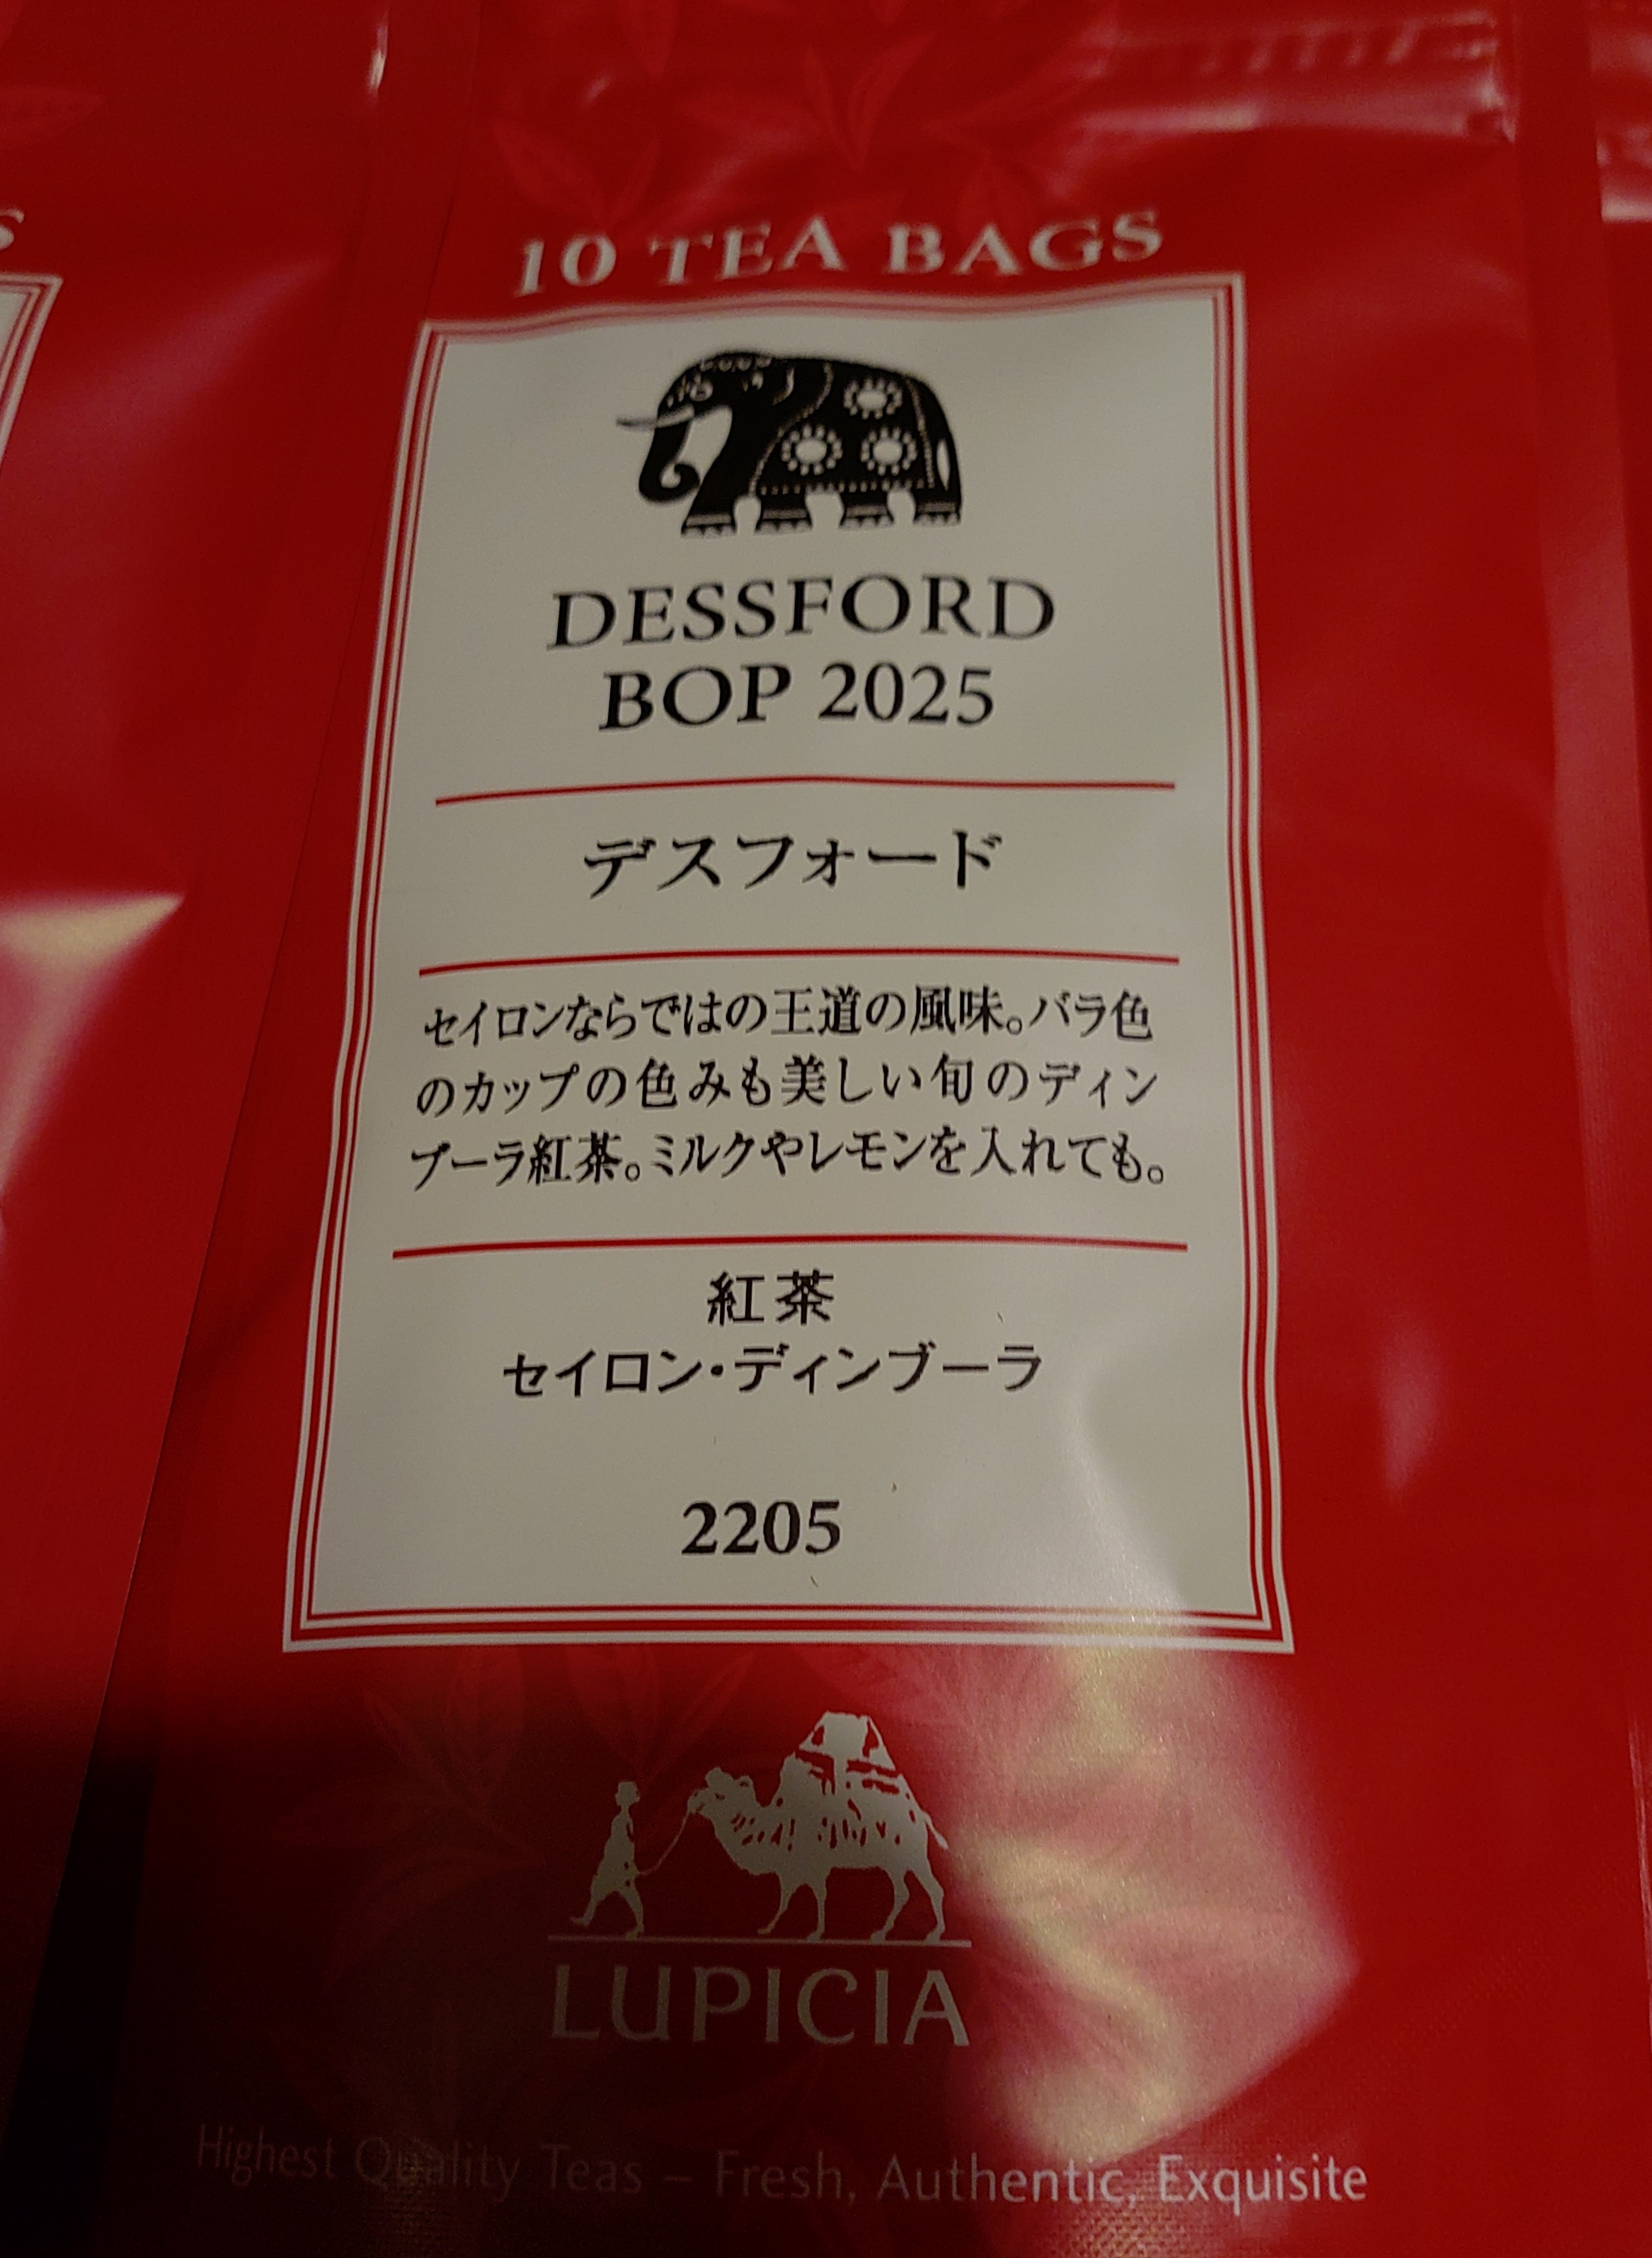 10 TEA BAGS
DESSFORD
BOP 2025
デスフォード
セイロンならではの王道の風味。バラ色
のカップの色みも美しい旬のディン
ブーラ紅茶。ミルクやレモンを入れても。
紅茶
セイロン・ディンブーラ
2205
LUPICIA
Highest Quality Teas – Fresh, Authentic, Exquisite